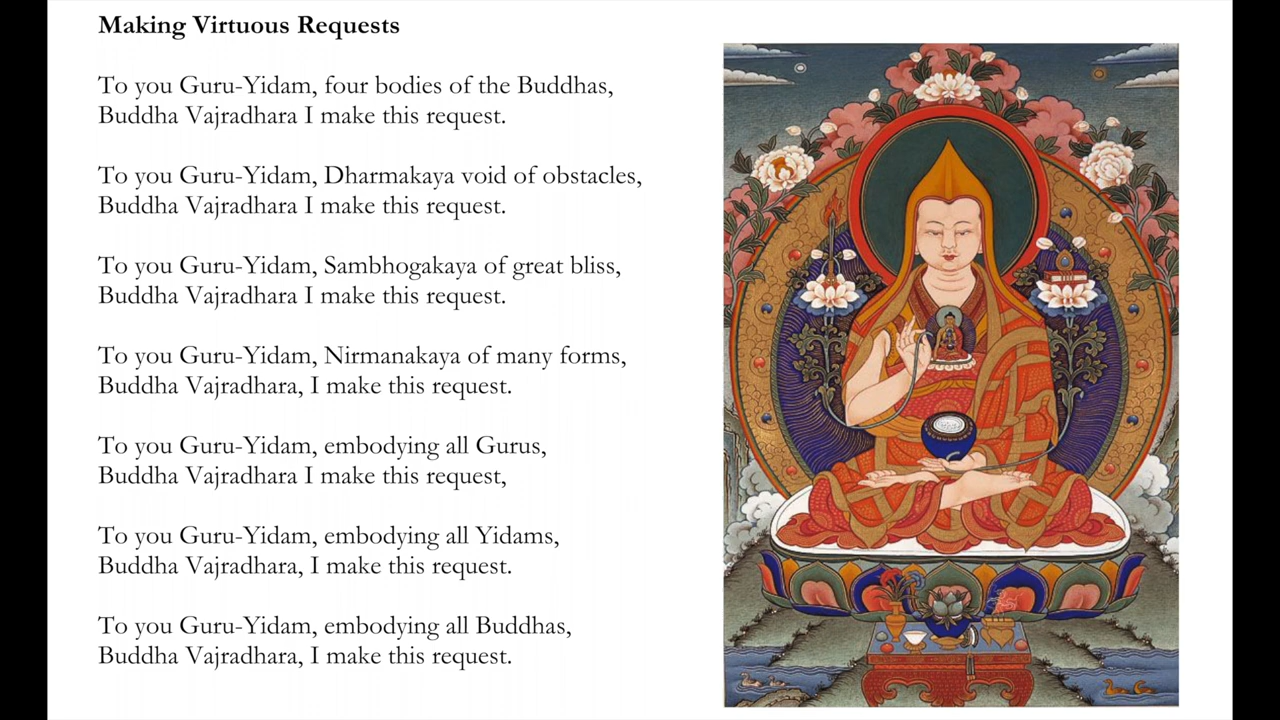 Making Virtuous Requests
To you Guru-Yidam, four bodies of the Buddhas,
Buddha Vajradhara I make this request.
To you Guru-Yidam, Dharmakaya void of obstacles,
Buddha Vajradhara I make this request.
To you Guru-Yidam, Sambhogakaya of great bliss,
Buddha Vajradhara I make this request.
To you Guru-Yidam, Nirmanakaya of many forms,
Buddha Vajradhara, I make this request.
To you Guru-Yidam, embodying all Gurus,
Buddha Vajradhara I make this request,
To you Guru-Yidam, embodying all Yidams,
Buddha Vajradhara, I make this request.
To you Guru-Yidam, embodying all Buddhas,
Buddha Vajradhara, I make this request.